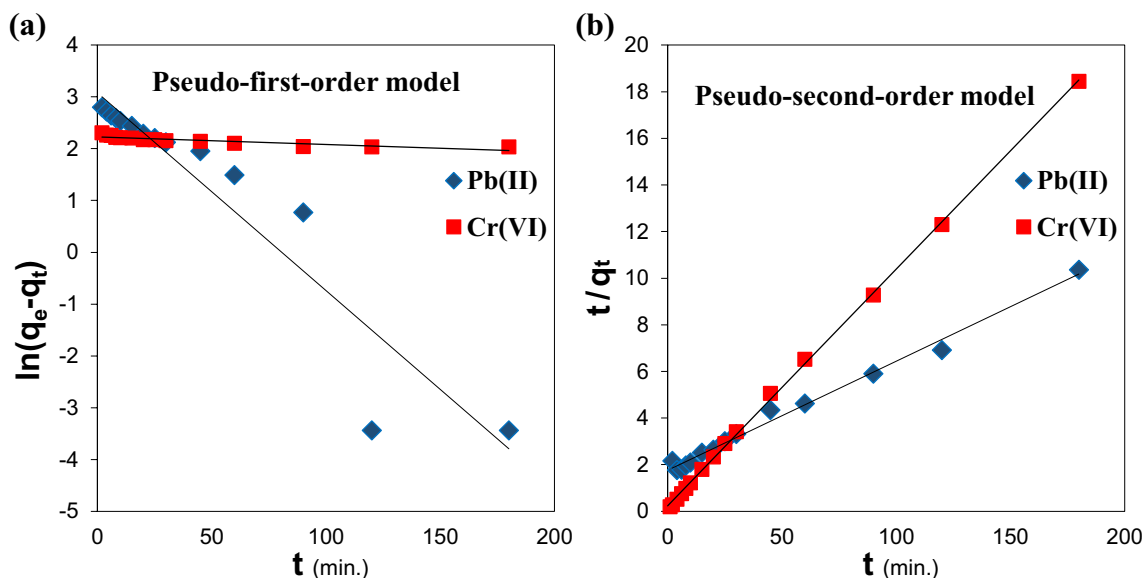 (a)
Pseudo-first-order model
4
3
2
1
0
-1
-2
-3
-4
-5
ln(qe-qt)
Pb(II)
Cr(VI)
0 50 100 150 200
t (min.)
(b)
Pseudo-second-order model
20
18
16
14
12
10
8
6
4
2
0
t/qt
Pb(II)
Cr(VI)
0 50 100 150 200
t (min.)